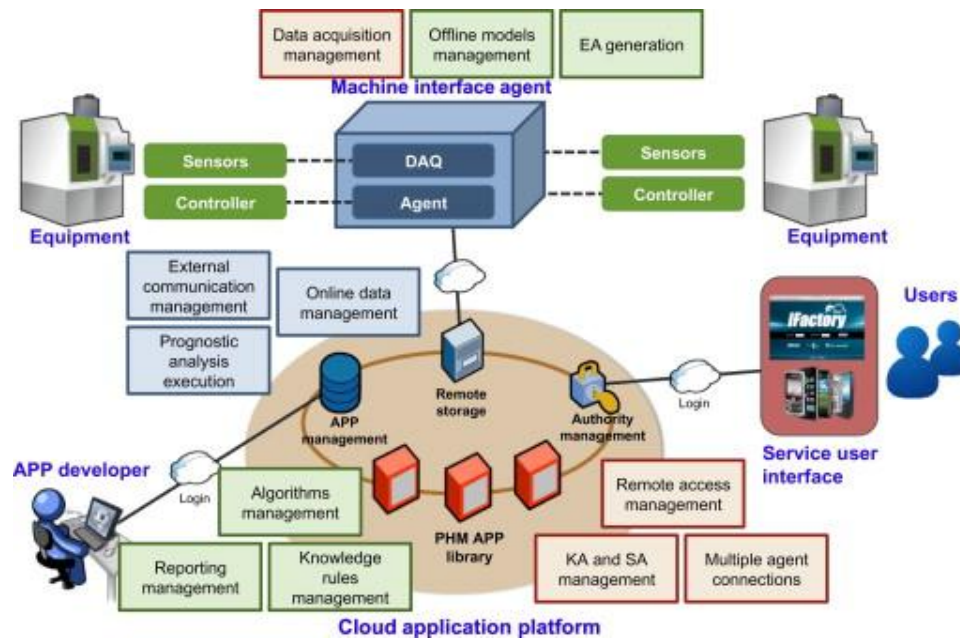 Data acquisition
management
Offline models
management
EA generation
Machine interface agent
Sensors
Controller
Equipment
DAQ
Agent
Sensors
Controller
Equipment
External
communication
management
Online data
management
Prognostic
analysis
execution
Remote
storage
APP
management
Authority
management
Login
iFactory
Users
Service user
interface
APP developer
Login
Algorithms
management
Reporting
management
Knowledge
rules
management
PHM APP
library
Remote access
management
KA and SA
management
Multiple agent
connections
Cloud application platform